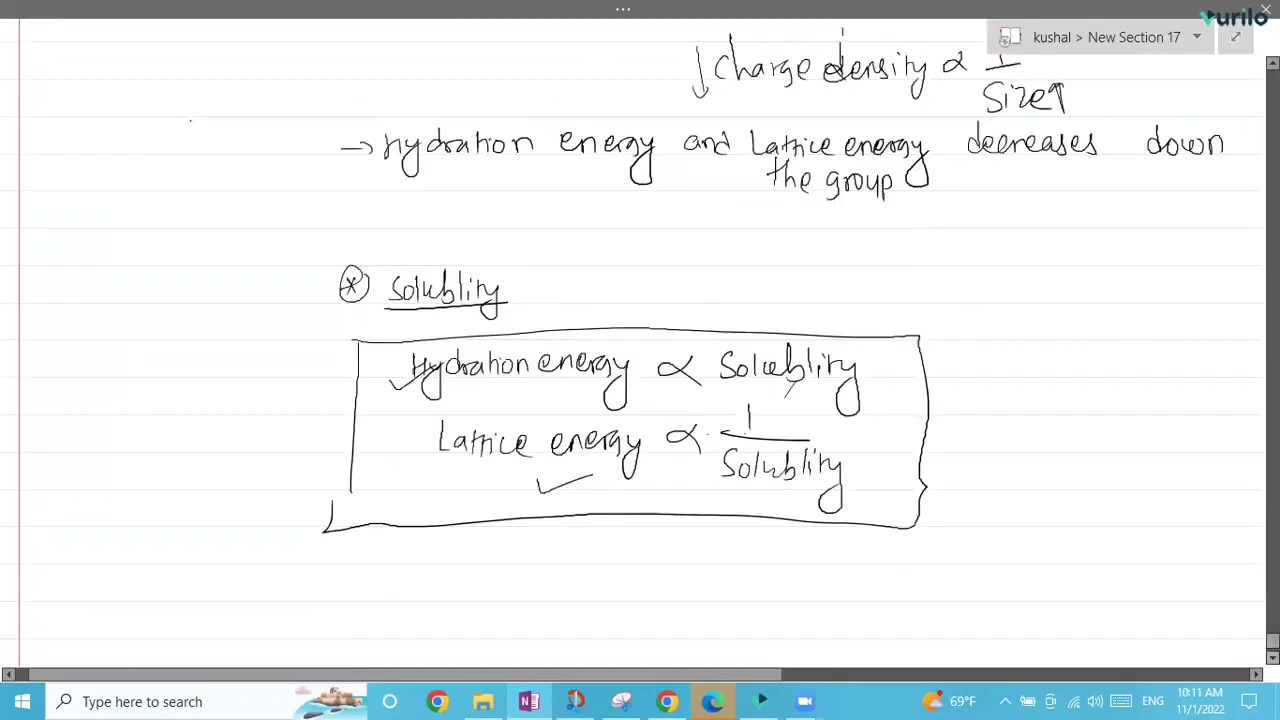 ...
Yurilo
kushal > New Section 17
↓ Charge density ∝ 1
Size↑
→ Hydration energy and Lattice energy decreases down
the group
* Solublity
Hydration energy ∝ Solublity
Lattice energy ∝ 1
Solublity
Type here to search
69°F
ENG
10:11 AM
11/1/2022